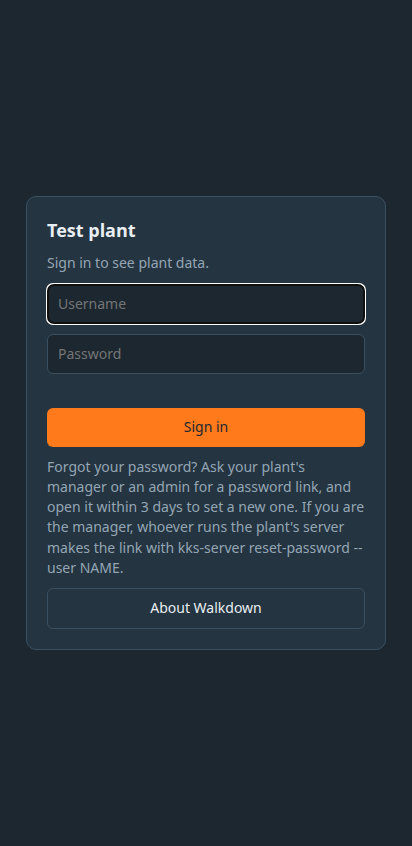 Test plant
Sign in to see plant data.
Username
Password
Sign in
Forgot your password? Ask your plant's
manager or an admin for a password link, and
open it within 3 days to set a new one. If you are
the manager, whoever runs the plant's server
makes the link with kks-server reset-password --
user NAME.
About Walkdown